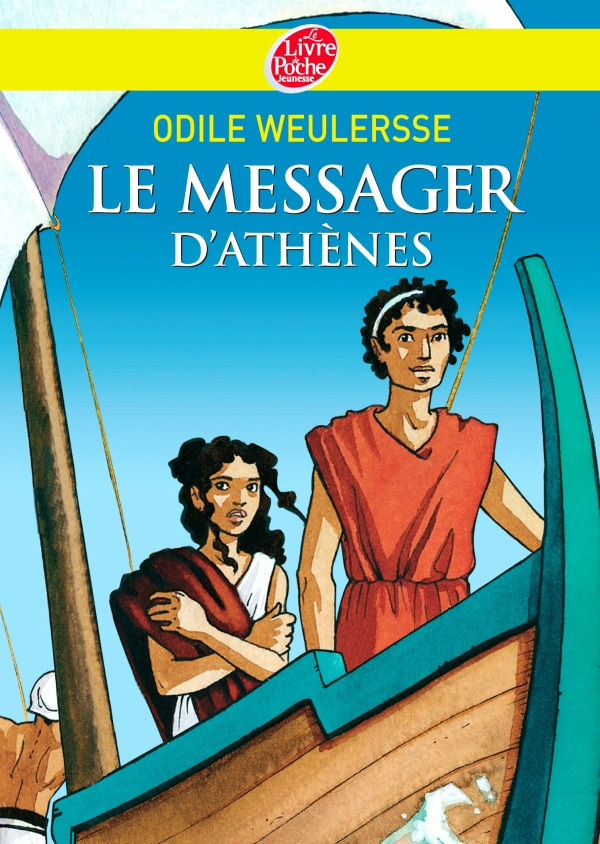 Le
Livre
de
Poche
Jeunesse
ODILE WEULERSSE
LE MESSAGER
D'ATHÈNES